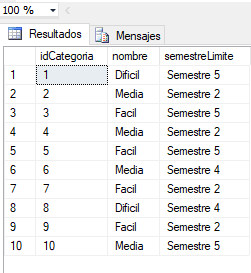 100 %
Resultados Mensajes
idCategoria nombre semestreLimite
1 1 Dificil Semestre 5
2 2 Media Semestre 2
3 3 Facil Semestre 5
4 4 Media Semestre 2
5 5 Facil Semestre 5
6 6 Media Semestre 4
7 7 Facil Semestre 2
8 8 Dificil Semestre 4
9 9 Facil Semestre 2
10 10 Media Semestre 5